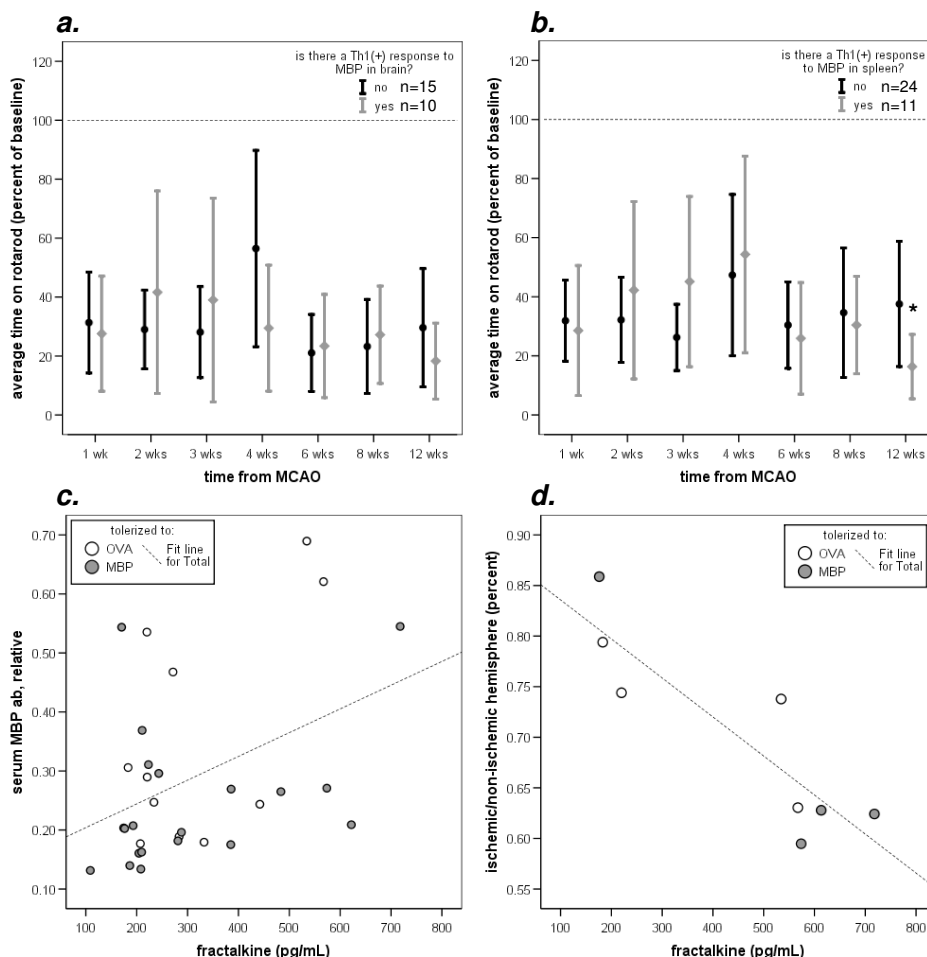 a.
is there a Th1(+) response to
MBP in brain?
no n=15
yes n=10
average time on rotarod (percent of baseline)
120
100
80
60
40
20
0
1 wk 2 wks 3 wks 4 wks 6 wks 8 wks 12 wks
time from MCAO
b.
is there a Th1(+) response
to MBP in spleen?
no n=24
yes n=11
average time on rotarod (percent of baseline)
120
100
80
60
40
20
0
*
1 wk 2 wks 3 wks 4 wks 6 wks 8 wks 12 wks
time from MCAO
c.
tolerized to:
OVA
MBP
Fit line
for Total
serum MBP ab, relative
0.70
0.60
0.50
0.40
0.30
0.20
0.10
100 200 300 400 500 600 700 800
fractalkine (pg/mL)
d.
tolerized to:
OVA
MBP
Fit line
for Total
ischemic/non-ischemic hemisphere (percent)
0.90
0.85
0.80
0.75
0.70
0.65
0.60
0.55
100 200 300 400 500 600 700 800
fractalkine (pg/mL)